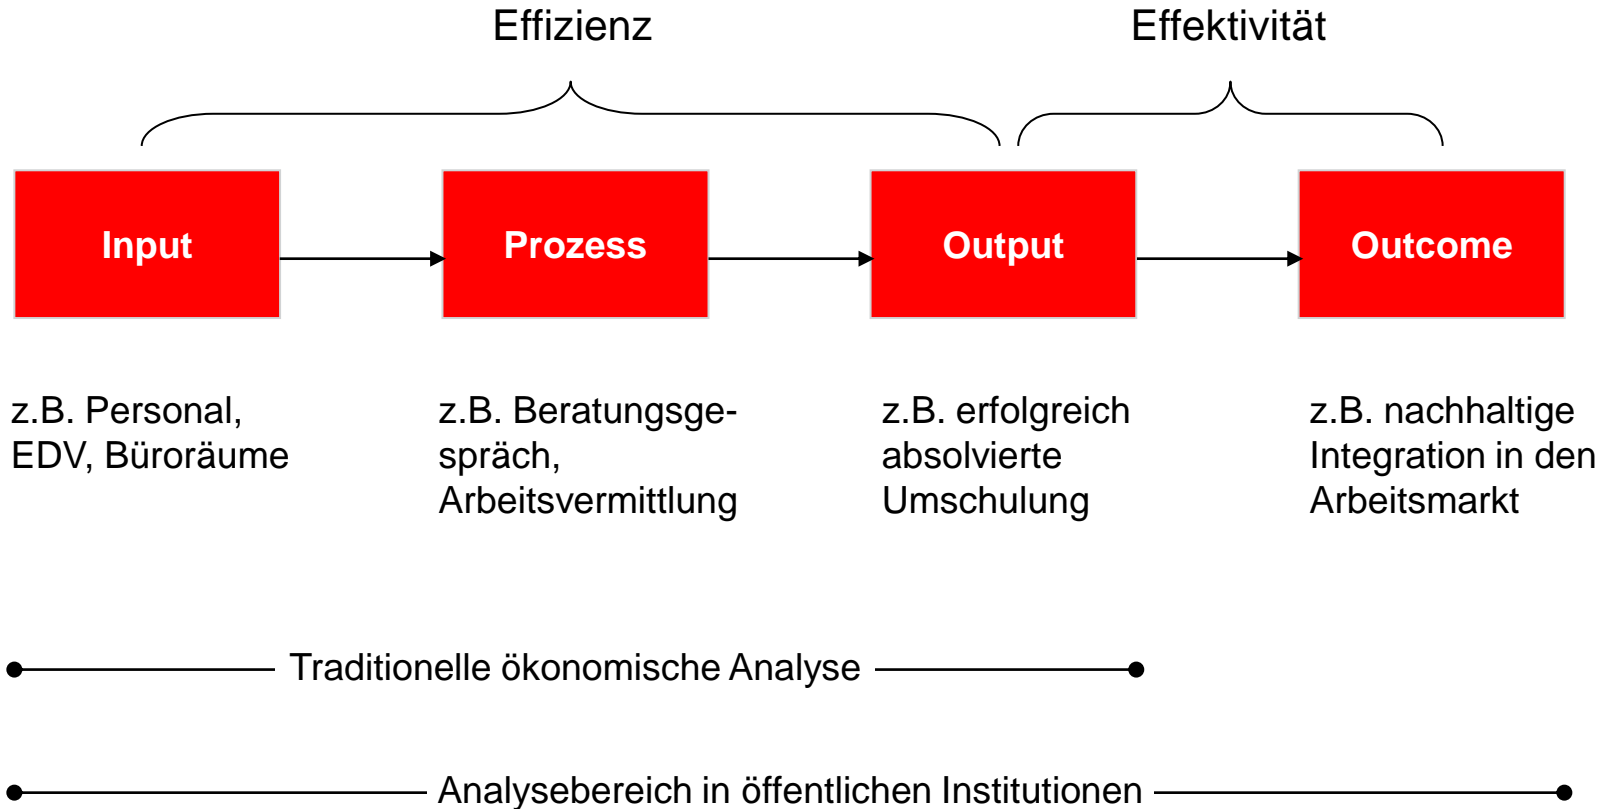 Effizienz
Effektivität
Input
Prozess
Output
Outcome
z.B. Personal,
EDV, Büroräume
z.B. Beratungsge-
spräch,
Arbeitsvermittlung
z.B. erfolgreich
absolvierte
Umschulung
z.B. nachhaltige
Integration in den
Arbeitsmarkt
Traditionelle ökonomische Analyse
Analysebereich in öffentlichen Institutionen